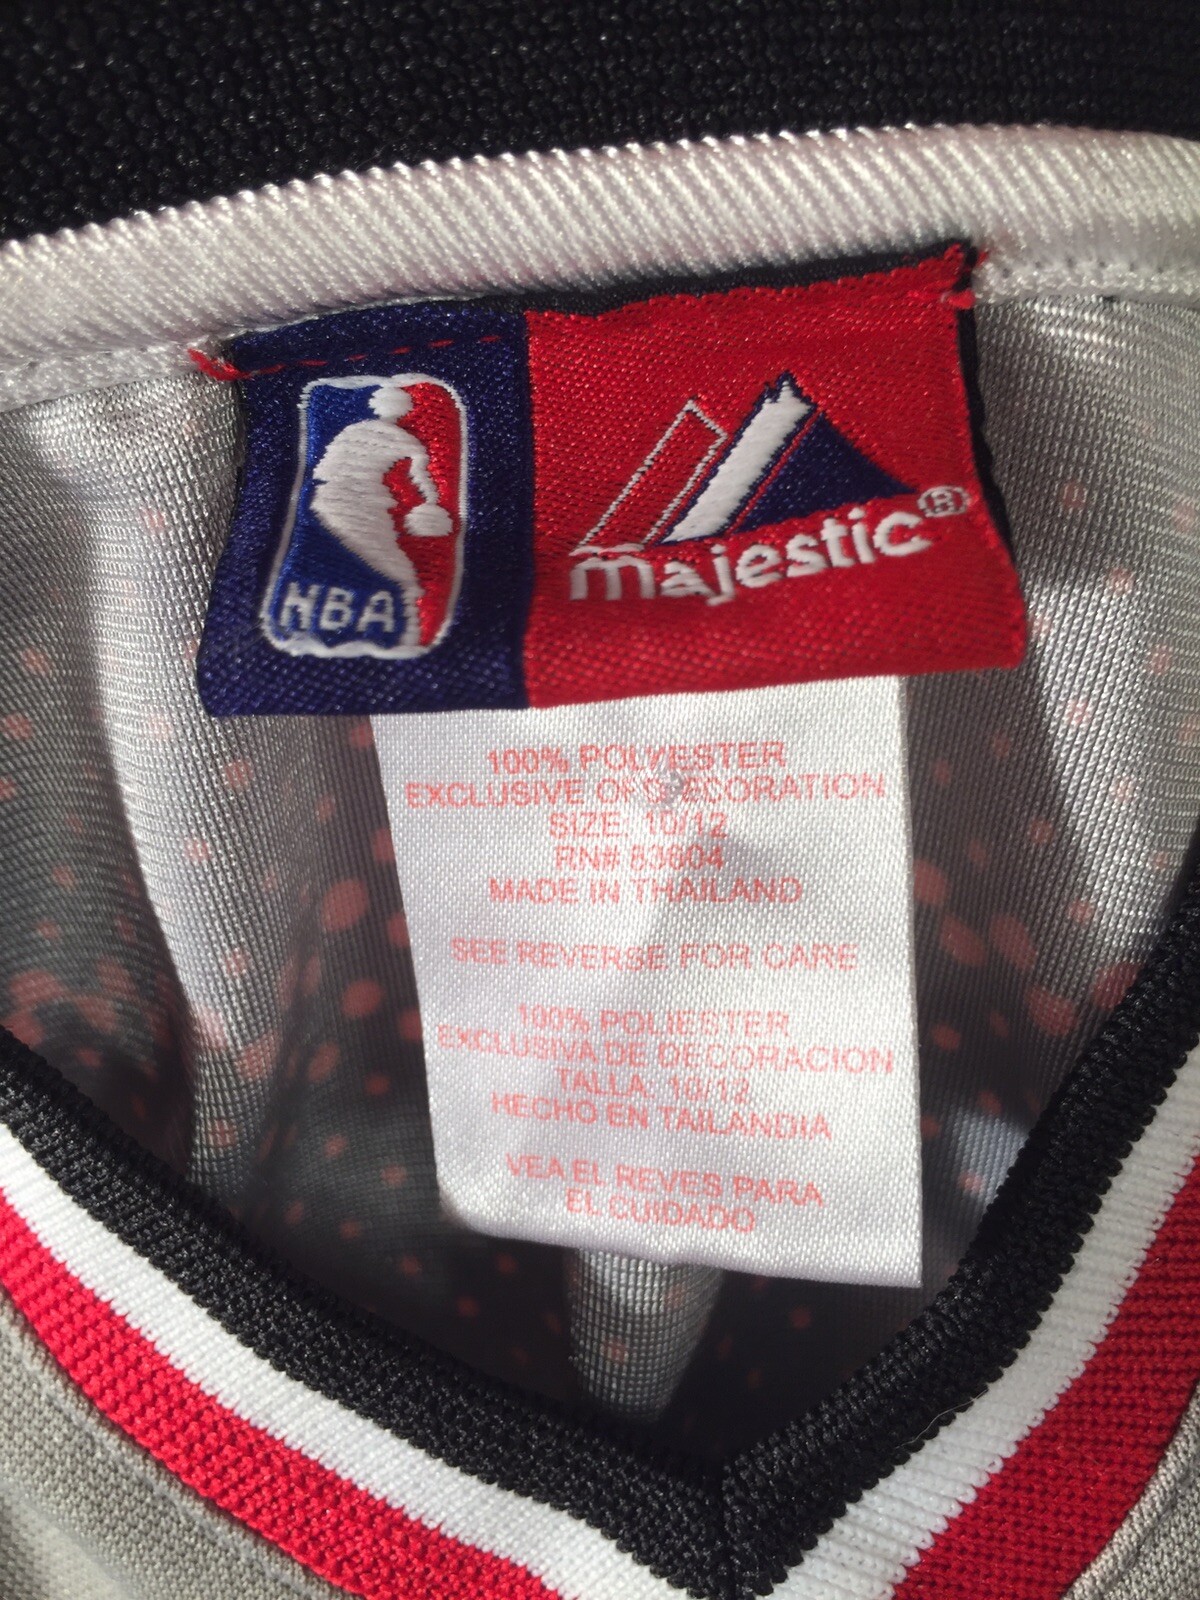 NBA
majestic®
100% POLYESTER
EXCLUSIVE OF DECORATION
SIZE: 10/12
RN# 83604
MADE IN THAILAND
SEE REVERSE FOR CARE
100% POLIESTER
EXCLUSIVA DE DECORACION
TALLA: 10/12
HECHO EN TAILANDIA
VEA EL REVES PARA
EL CUIDADO